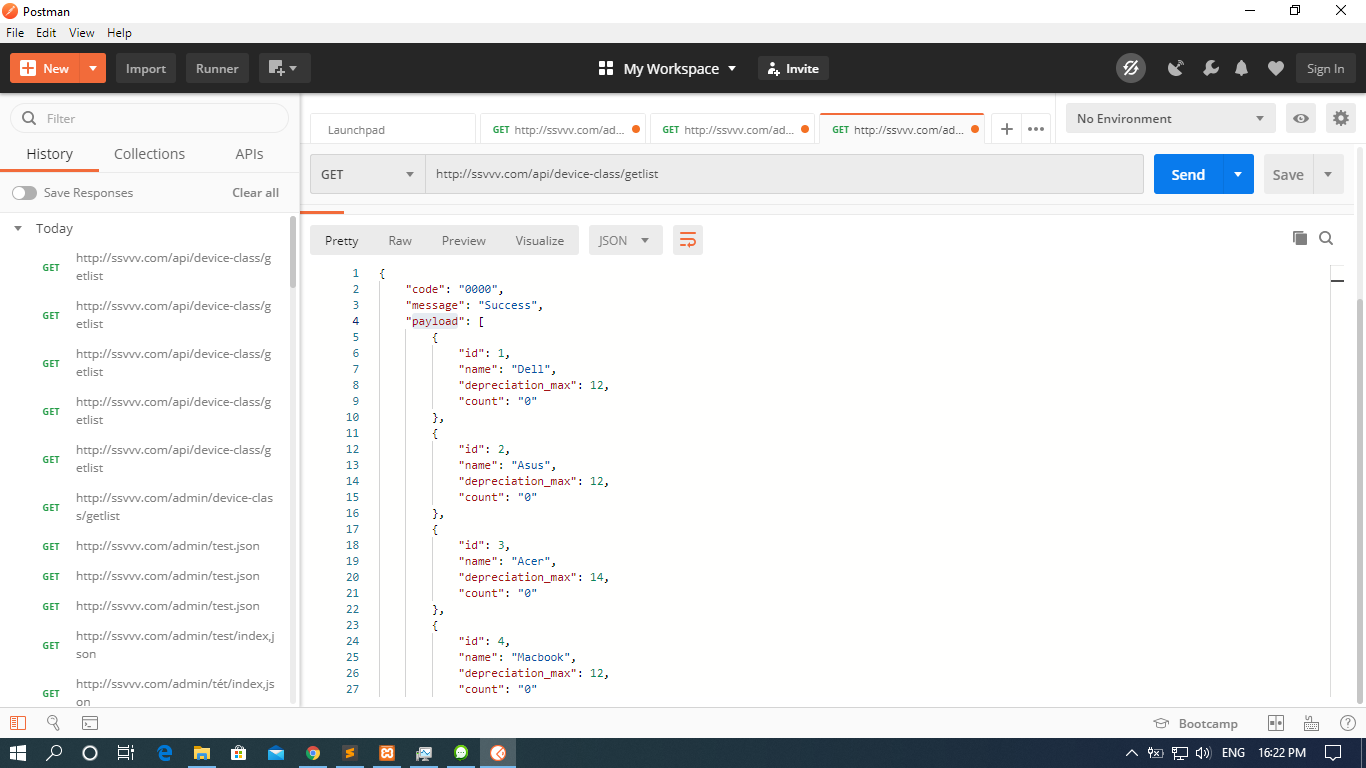 Postman
File Edit View Help
New Import Runner My Workspace Invite Sign In
Filter
History Collections APIs
Save Responses Clear all
Today
GET http://ssvvv.com/api/device-class/g
etlist
GET http://ssvvv.com/api/device-class/g
etlist
GET http://ssvvv.com/api/device-class/g
etlist
GET http://ssvvv.com/api/device-class/g
etlist
GET http://ssvvv.com/api/device-class/g
etlist
GET http://ssvvv.com/admin/device-clas
s/getlist
GET http://ssvvv.com/admin/test.json
GET http://ssvvv.com/admin/test.json
GET http://ssvvv.com/admin/test.json
GET http://ssvvv.com/admin/test/index,j
son
GET http://ssvvv.com/admin/tét/index,js
on
Launchpad GET http://ssvvv.com/ad... GET http://ssvvv.com/ad... GET http://ssvvv.com/ad...
No Environment
GET http://ssvvv.com/api/device-class/getlist Send Save
Pretty Raw Preview Visualize JSON
1 {
2 "code": "0000",
3 "message": "Success",
4 "payload": [
5 {
6 "id": 1,
7 "name": "Dell",
8 "depreciation_max": 12,
9 "count": "0"
10 },
11 {
12 "id": 2,
13 "name": "Asus",
14 "depreciation_max": 12,
15 "count": "0"
16 },
17 {
18 "id": 3,
19 "name": "Acer",
20 "depreciation_max": 14,
21 "count": "0"
22 },
23 {
24 "id": 4,
25 "name": "Macbook",
26 "depreciation_max": 12,
27 "count": "0"
Bootcamp
ENG 16:22 PM